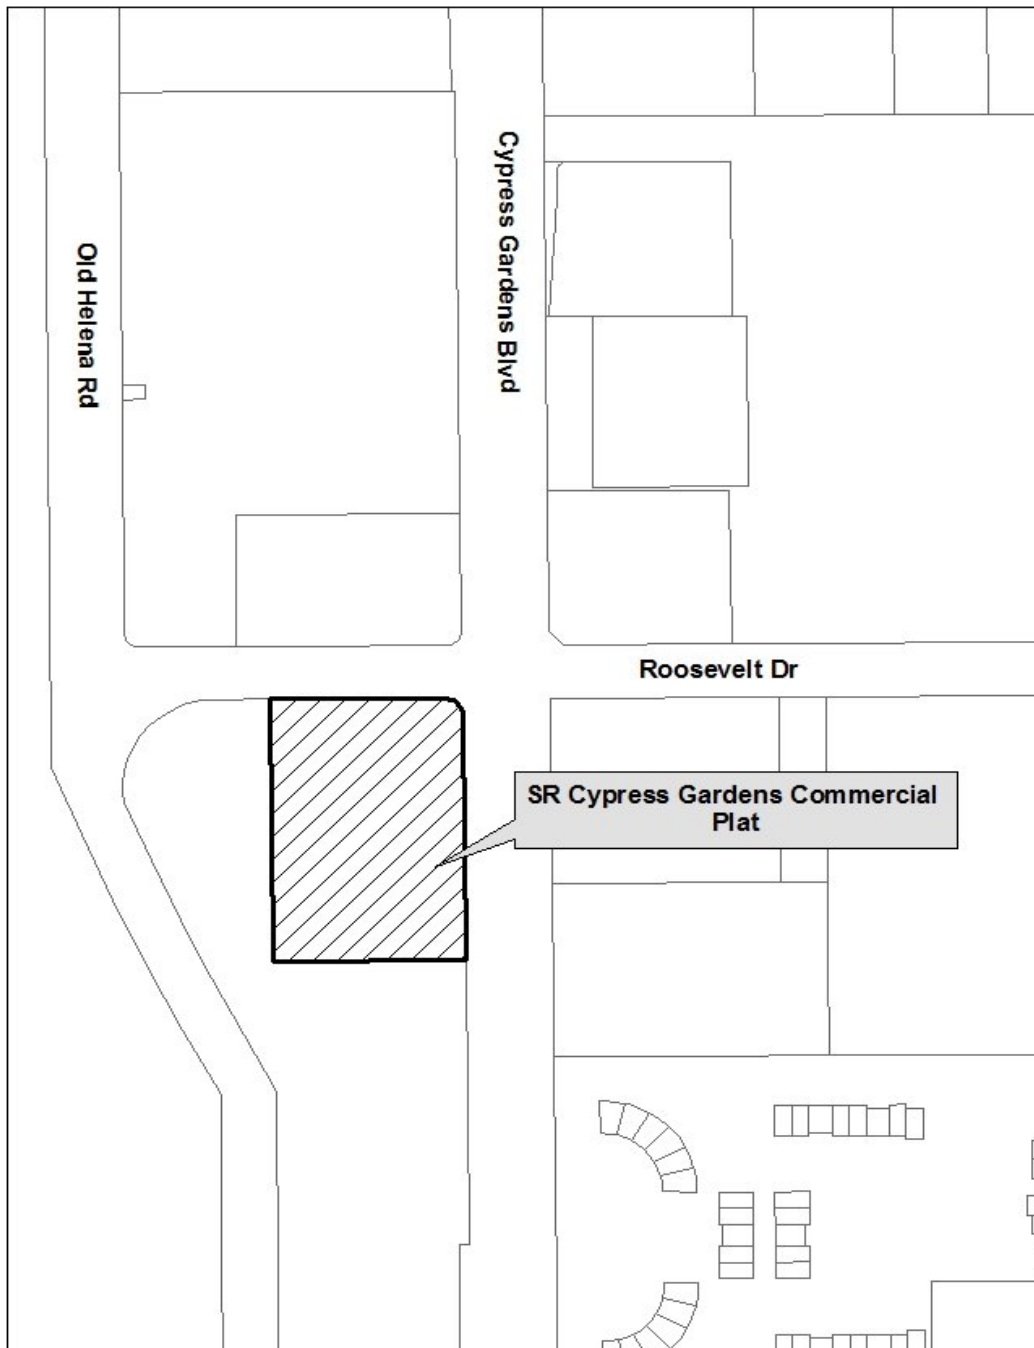 Cypress Gardens Blvd
Old Helena Rd
Roosevelt Dr
SR Cypress Gardens Commercial
Plat